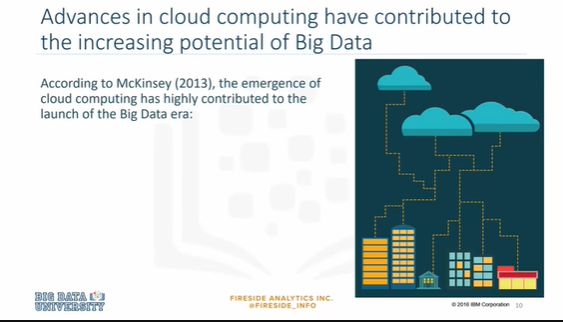 Advances in cloud computing have contributed to
the increasing potential of Big Data
According to McKinsey (2013), the emergence of
cloud computing has highly contributed to the
launch of the Big Data era:
BIG DATA
UNIVERSITY
FIRESIDE ANALYTICS INC.
@FIRESIDE_INFO
© 2016 IBM Corporation 10